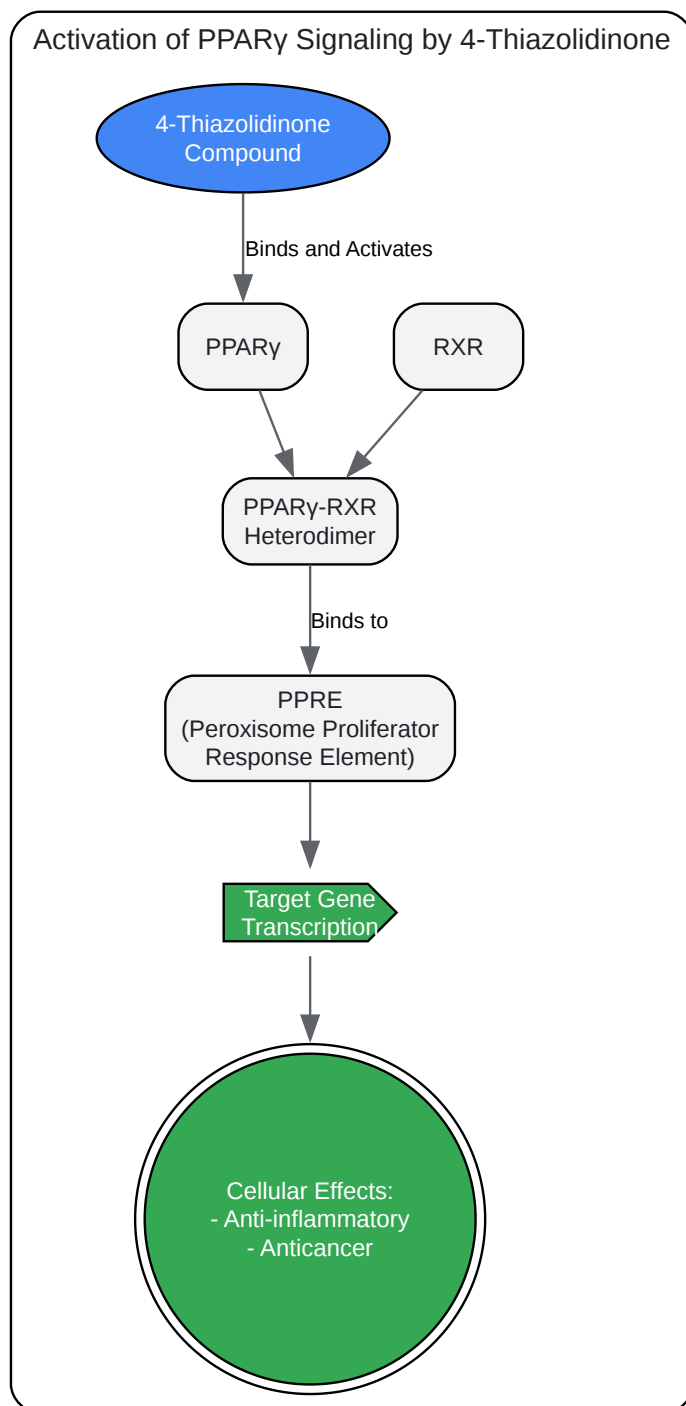 Activation of PPARγ Signaling by 4-Thiazolidinone
4-Thiazolidinone
Compound
Binds and Activates
PPARγ
RXR
PPARγ-RXR
Heterodimer
Binds to
PPRE
(Peroxisome Proliferator
Response Element)
Target Gene
Transcription
Cellular Effects:
- Anti-inflammatory
- Anticancer